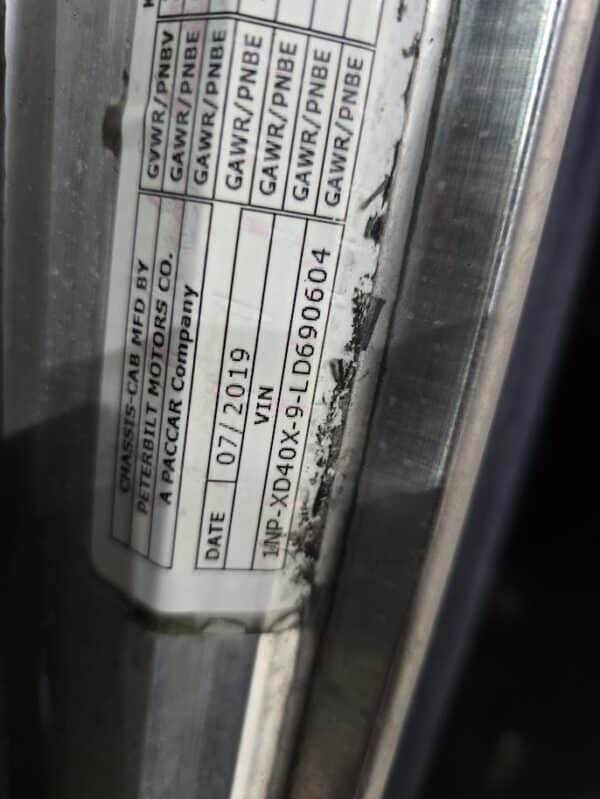 CHASSIS-CAB MFD BY
PETERBILT MOTORS CO.
A PACCAR Company
DATE 07/2019
VIN
1NP-XD40X-9-LD690604
GVWR/PNBV
GAWR/PNBE
GAWR/PNBE
GAWR/PNBE
GAWR/PNBE
GAWR/PNBE
GAWR/PNBE